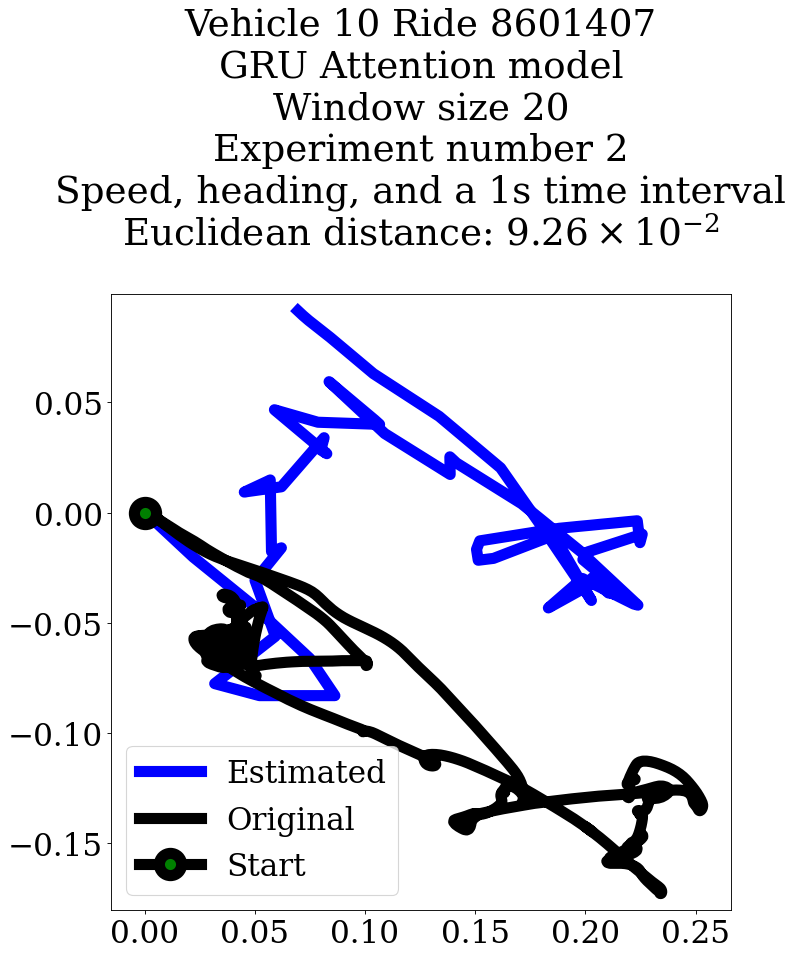 Vehicle 10 Ride 8601407
GRU Attention model
Window size 20
Experiment number 2
Speed, heading, and a 1s time interval
Euclidean distance: 9.26 × 10⁻²
0.05
0.00
−0.05
−0.10
−0.15
Estimated
Original
Start
0.00 0.05 0.10 0.15 0.20 0.25